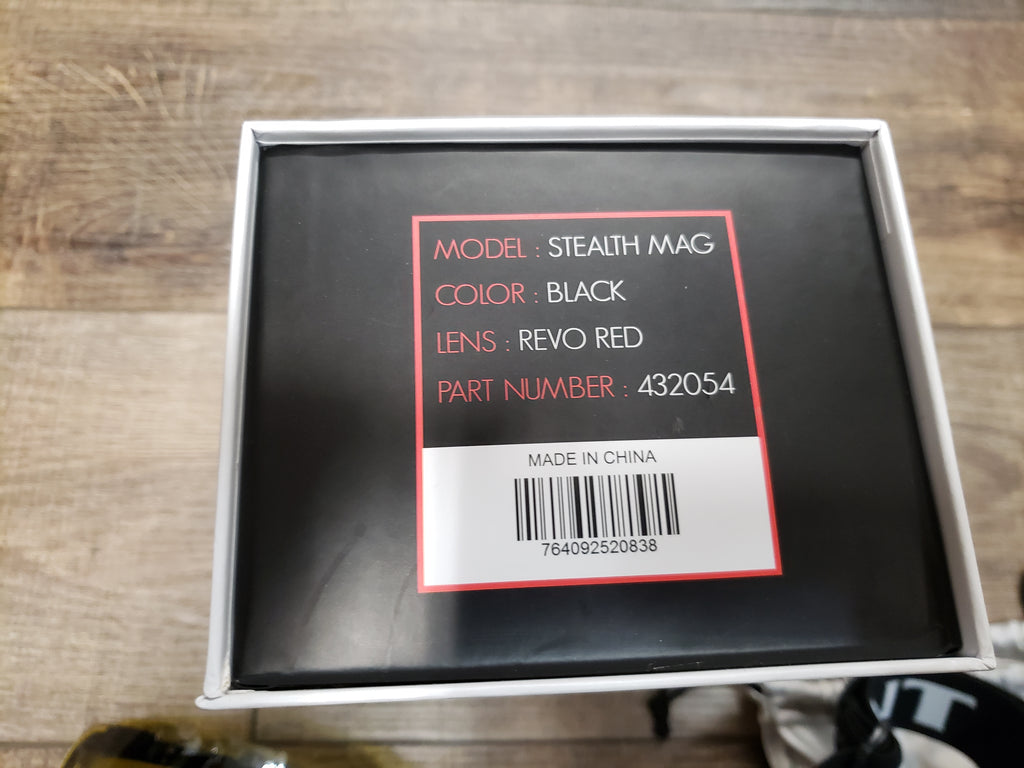 MODEL : STEALTH MAG
COLOR : BLACK
LENS : REVO RED
PART NUMBER : 432054
MADE IN CHINA
764092520838